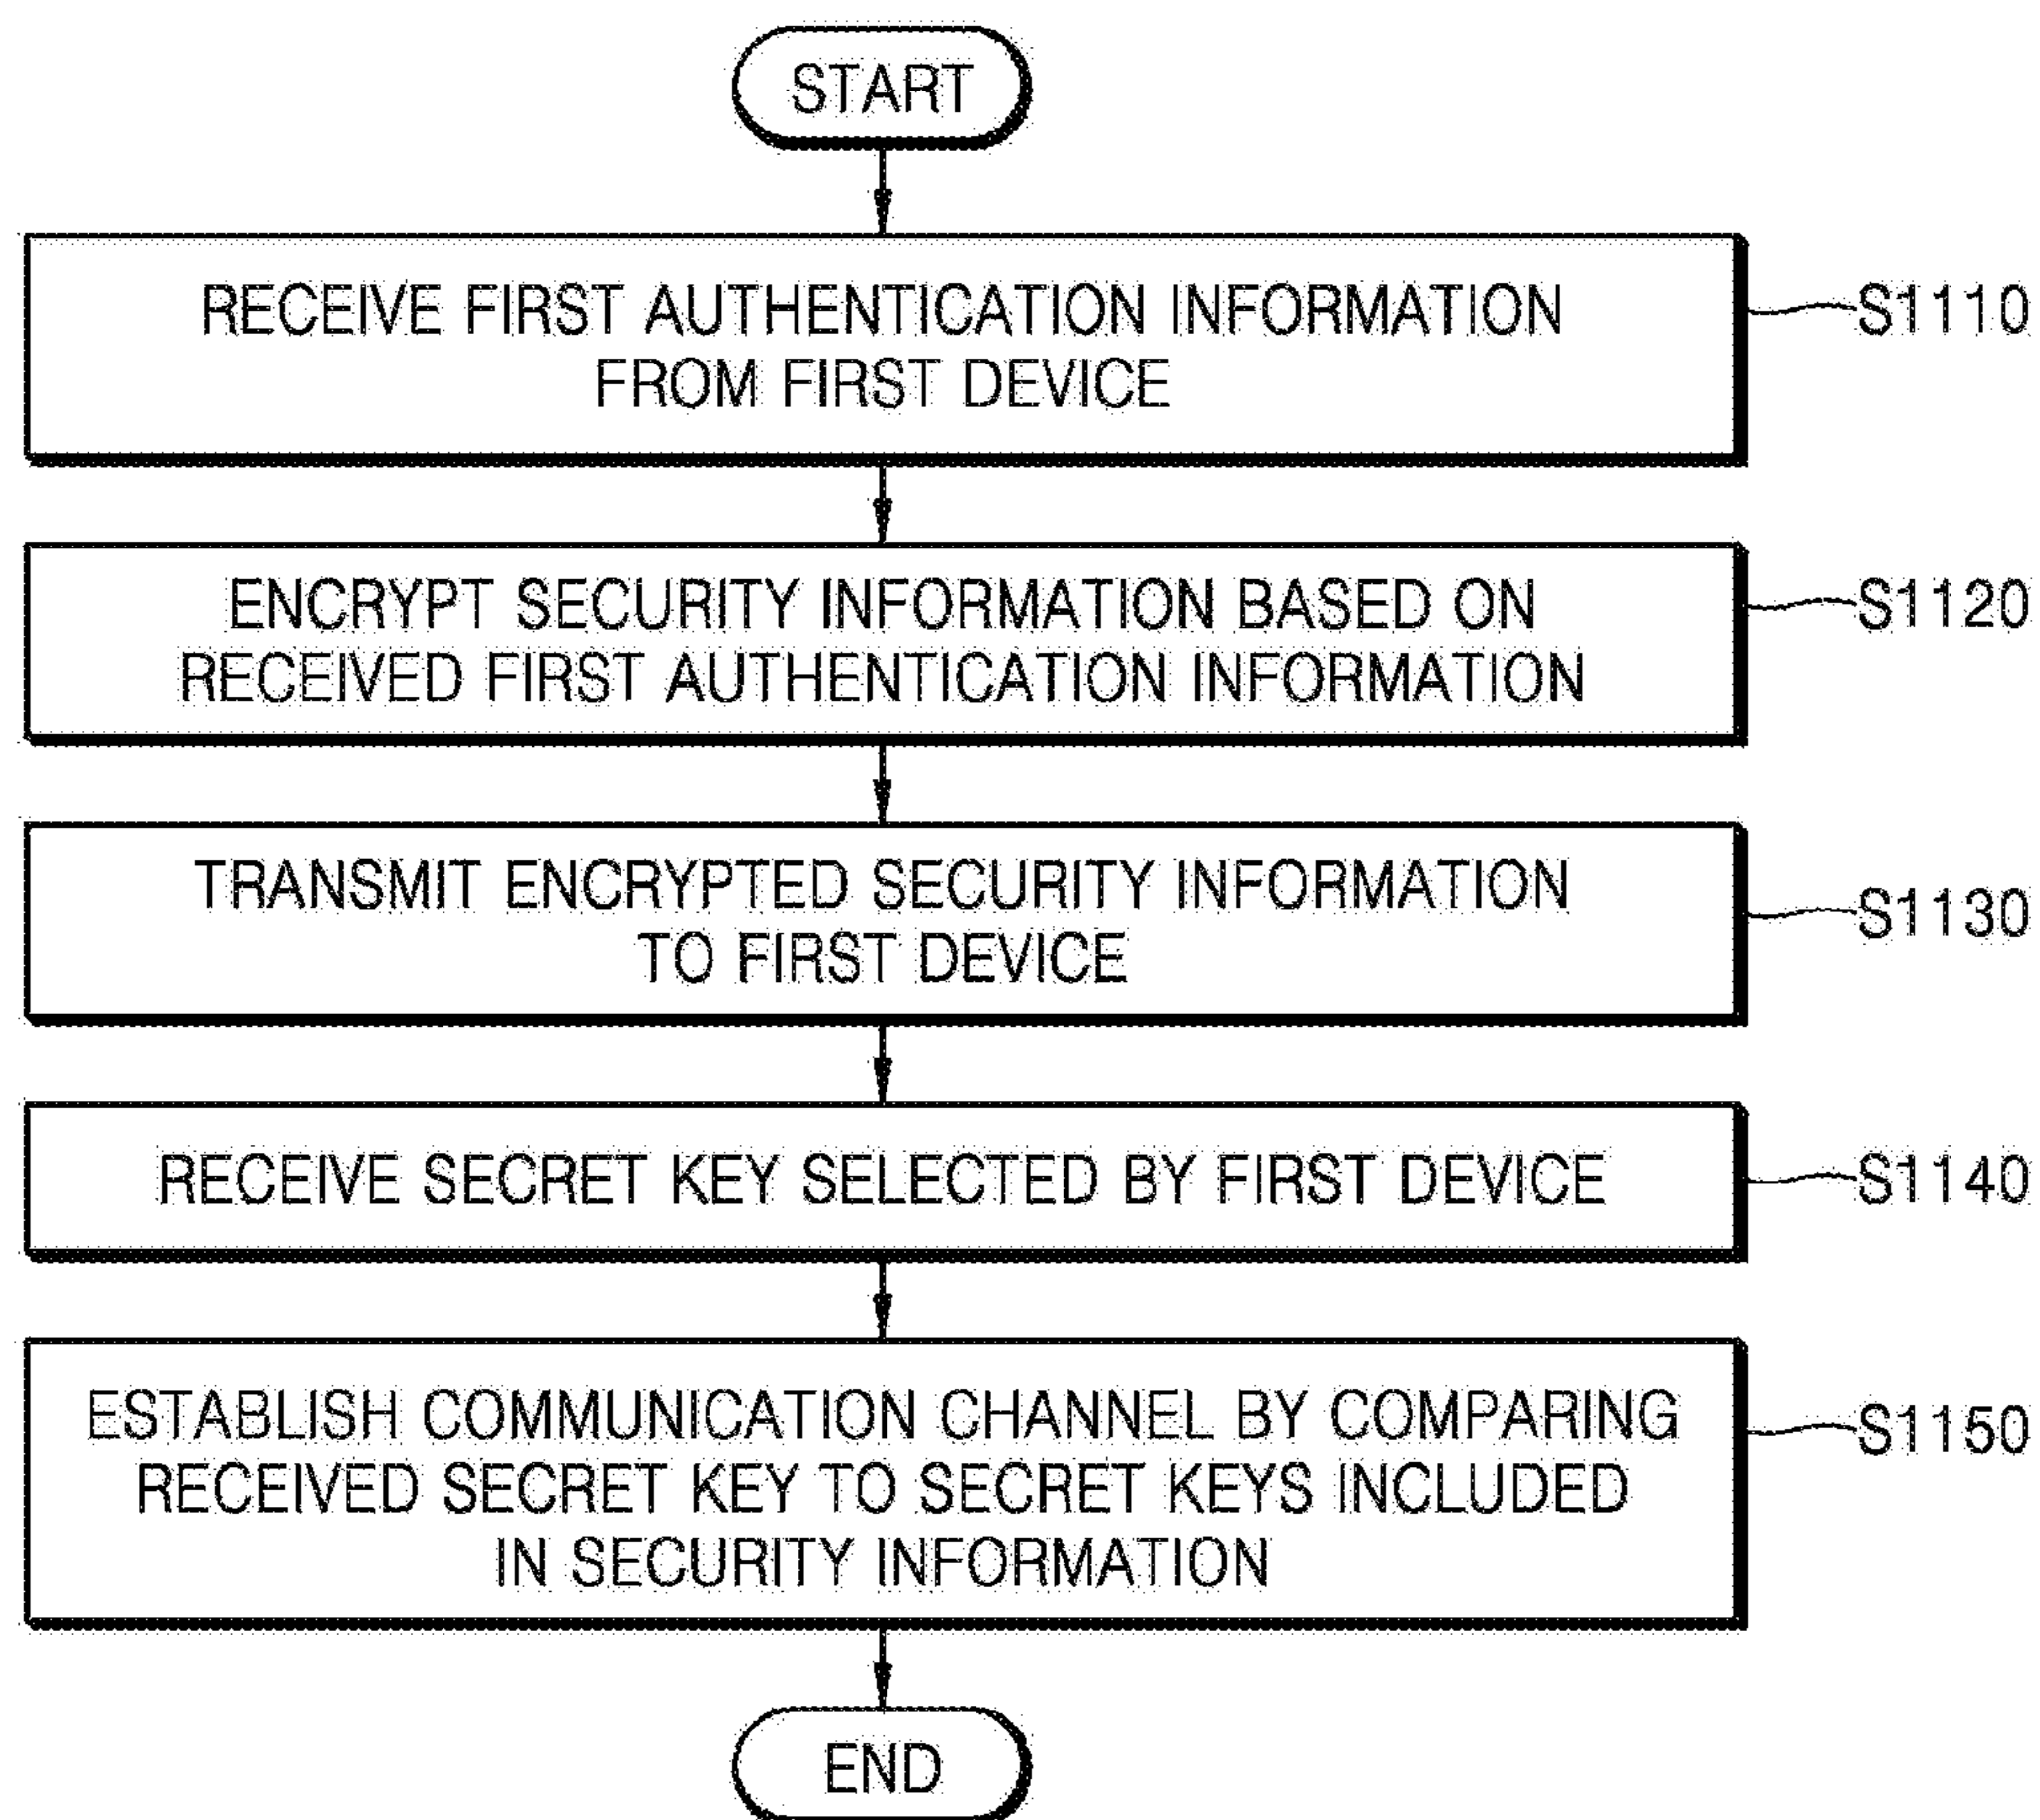 START
RECEIVE FIRST AUTHENTICATION INFORMATION
FROM FIRST DEVICE
S1110
ENCRYPT SECURITY INFORMATION BASED ON
RECEIVED FIRST AUTHENTICATION INFORMATION
S1120
TRANSMIT ENCRYPTED SECURITY INFORMATION
TO FIRST DEVICE
S1130
RECEIVE SECRET KEY SELECTED BY FIRST DEVICE
S1140
ESTABLISH COMMUNICATION CHANNEL BY COMPARING
RECEIVED SECRET KEY TO SECRET KEYS INCLUDED
IN SECURITY INFORMATION
S1150
END